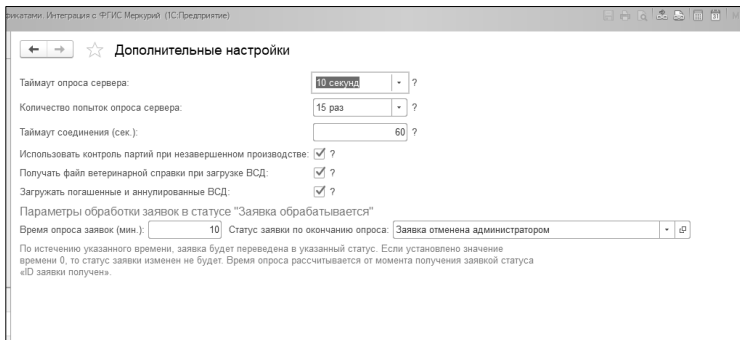 фикатами. Интеграция с ФГИС Меркурий (1С:Предприятие)
Дополнительные настройки
Таймаут опроса сервера: 10 секунд ?
Количество попыток опроса сервера: 15 раз ?
Таймаут соединения (сек.): 60 ?
Использовать контроль партий при незавершенном производстве: ?
Получать файл ветеринарной справки при загрузке ВСД: ?
Загружать погашенные и аннулированные ВСД: ?
Параметры обработки заявок в статусе "Заявка обрабатывается"
Время опроса заявок (мин.): 10 Статус заявки по окончанию опроса: Заявка отменена администратором
По истечению указанного времени, заявка будет переведена в указанный статус. Если установлено значение
времени 0, то статус заявки изменен не будет. Время опроса рассчитывается от момента получения заявкой статуса
«ID заявки получен».